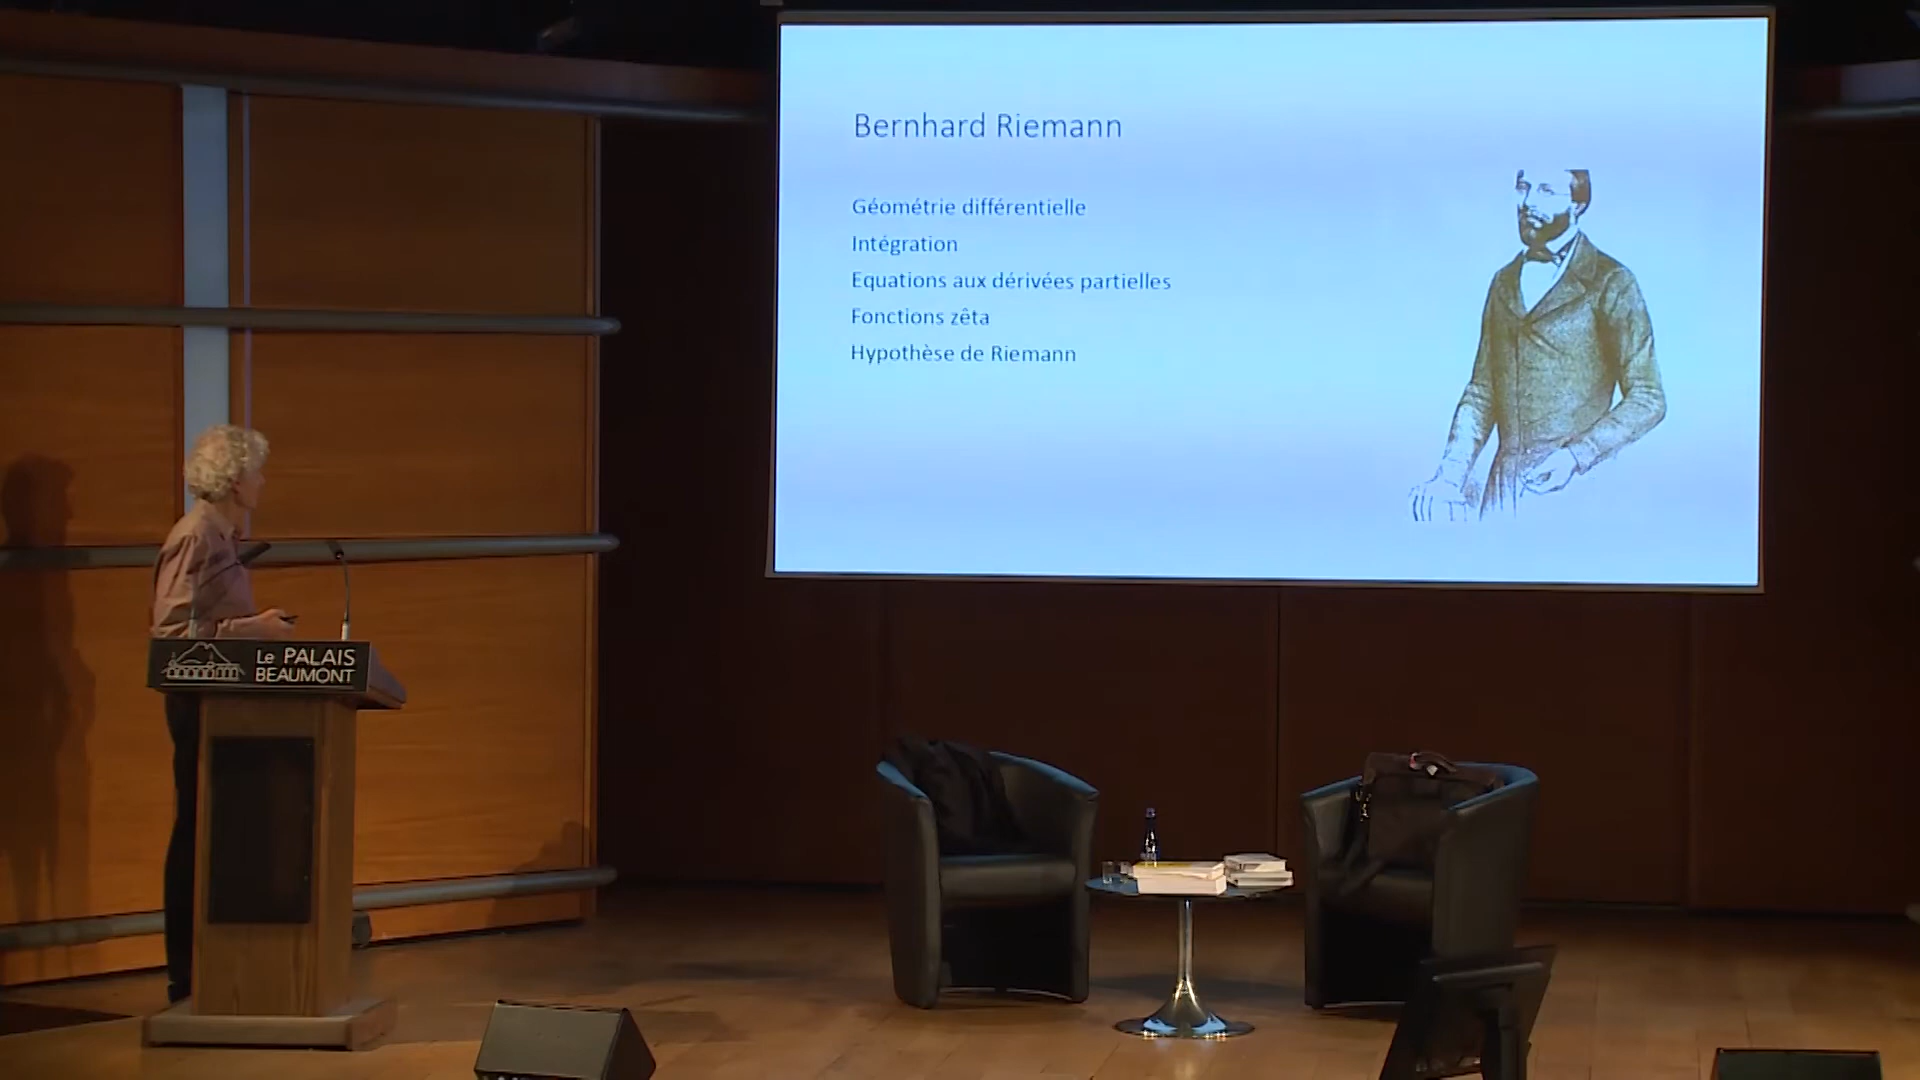 Bernhard Riemann
Géométrie différentielle
Intégration
Equations aux dérivées partielles
Fonctions zêta
Hypothèse de Riemann
Le PALAIS
BEAUMONT